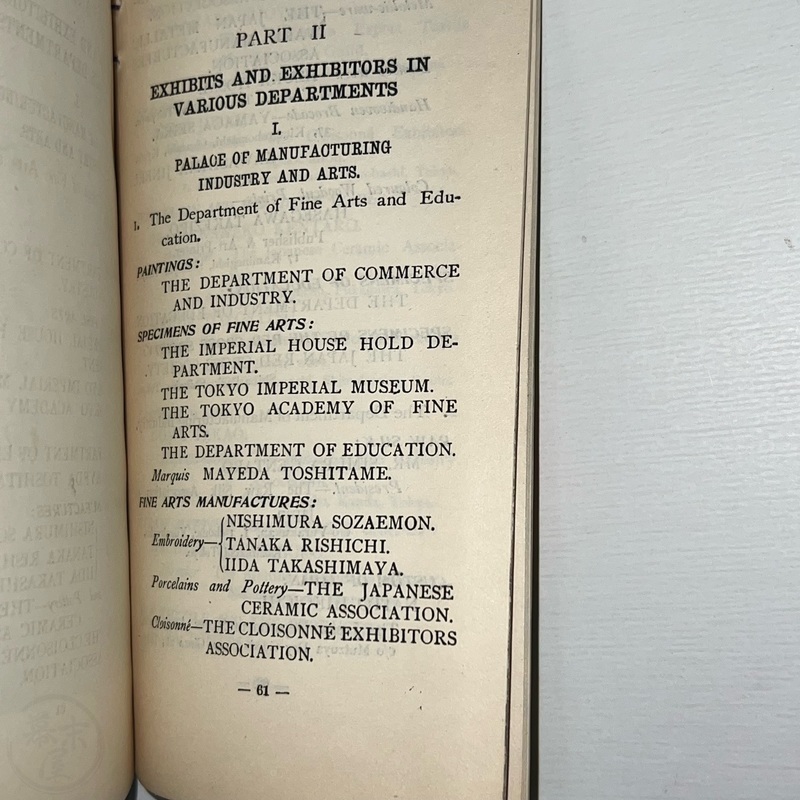 PART II
EXHIBITS AND EXHIBITORS IN
VARIOUS DEPARTMENTS
I.
PALACE OF MANUFACTURING
INDUSTRY AND ARTS.
1. The Department of Fine Arts and Edu-
cation.
PAINTINGS:
THE DEPARTMENT OF COMMERCE
AND INDUSTRY.
SPECIMENS OF FINE ARTS:
THE IMPERIAL HOUSE HOLD DE-
PARTMENT.
THE TOKYO IMPERIAL MUSEUM.
THE TOKYO ACADEMY OF FINE
ARTS.
THE DEPARTMENT OF EDUCATION.
Marquis MAYEDA TOSHITAME.
FINE ARTS MANUFACTURES:
NISHIMURA SOZAEMON.
Embroidery—TANAKA RISHICHI.
IIDA TAKASHIMAYA.
Porcelains and Pottery—THE JAPANESE
CERAMIC ASSOCIATION.
Cloisonné—THE CLOISONNÉ EXHIBITORS
ASSOCIATION.
— 61 —